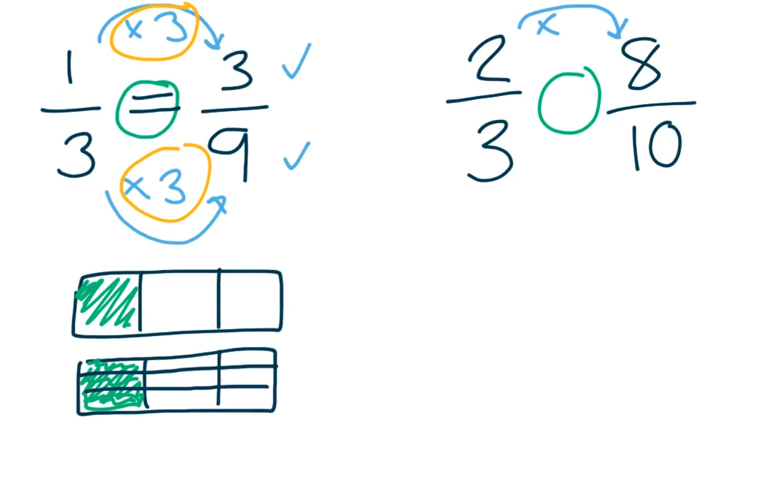 × 3
1/3 = 3/9 ✓ ✓
× 3
×
2/3 ○ 8/10